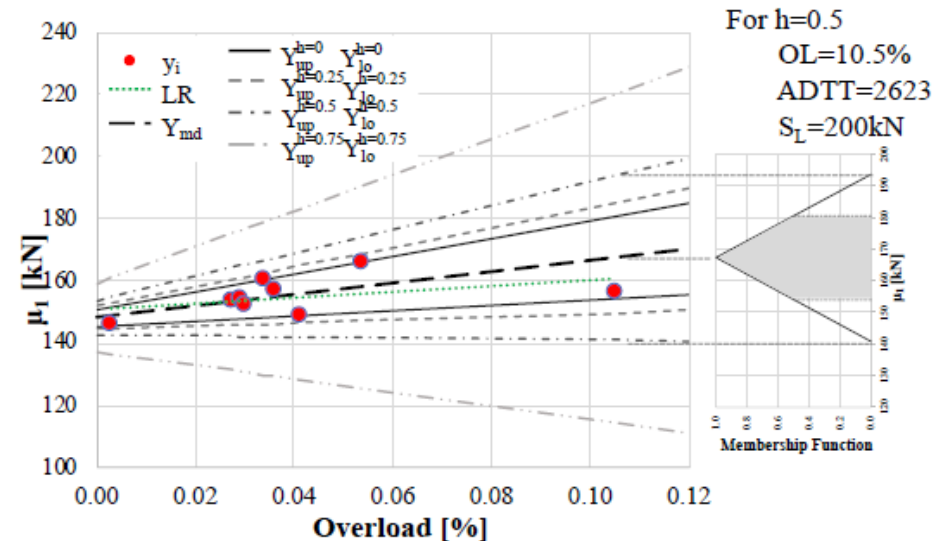 For h=0.5
OL=10.5%
ADTT=2623
S_L=200kN
240
220
200
180
160
140
120
100
μ₁ [kN]
y_i
LR
Y_md
Y_up^h=0 Y_lo^h=0
Y_up^h=0.25 Y_lo^h=0.25
Y_up^h=0.5 Y_lo^h=0.5
Y_up^h=0.75 Y_lo^h=0.75
0.00 0.02 0.04 0.06 0.08 0.10 0.12
Overload [%]
200
190
180
170
160
150
140
130
120
μ₁ [kN]
1.0 0.8 0.6 0.4 0.2 0.0
Membership Function